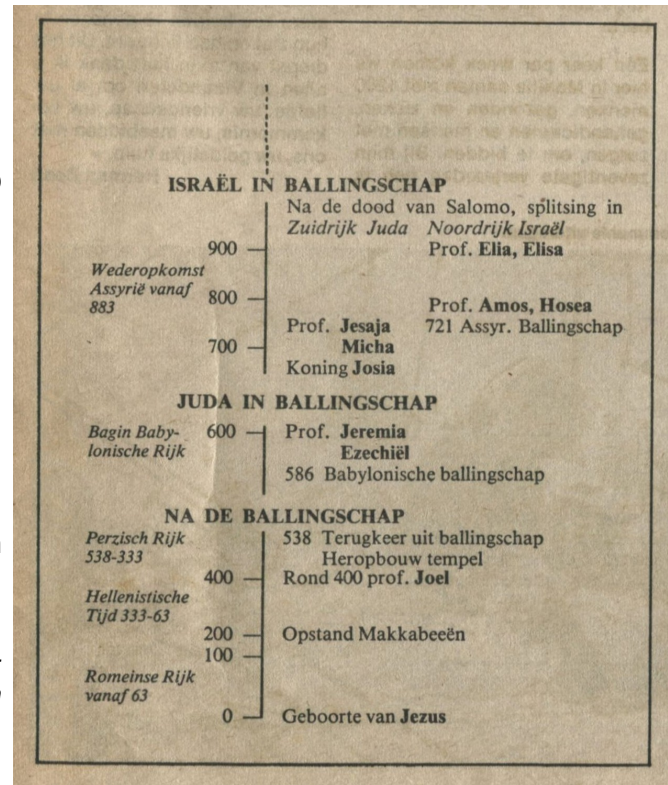 ISRAËL IN BALLINGSCHAP
Na de dood van Salomo, splitsing in
Zuidrijk Juda Noordrijk Israël
900
Prof. Elia, Elisa
Wederopkomst
Assyrië vanaf
883
800
Prof. Amos, Hosea
Prof. Jesaja
721 Assyr. Ballingschap
Micha
700
Koning Josia
JUDA IN BALLINGSCHAP
Bagin Baby-
lonische Rijk
600
Prof. Jeremia
Ezechiël
586 Babylonische ballingschap
NA DE BALLINGSCHAP
Perzisch Rijk
538-333
538 Terugkeer uit ballingschap
Heropbouw tempel
400
Rond 400 prof. Joel
Hellenistische
Tijd 333-63
200
Opstand Makkabeeën
100
Romeinse Rijk
vanaf 63
0
Geboorte van Jezus